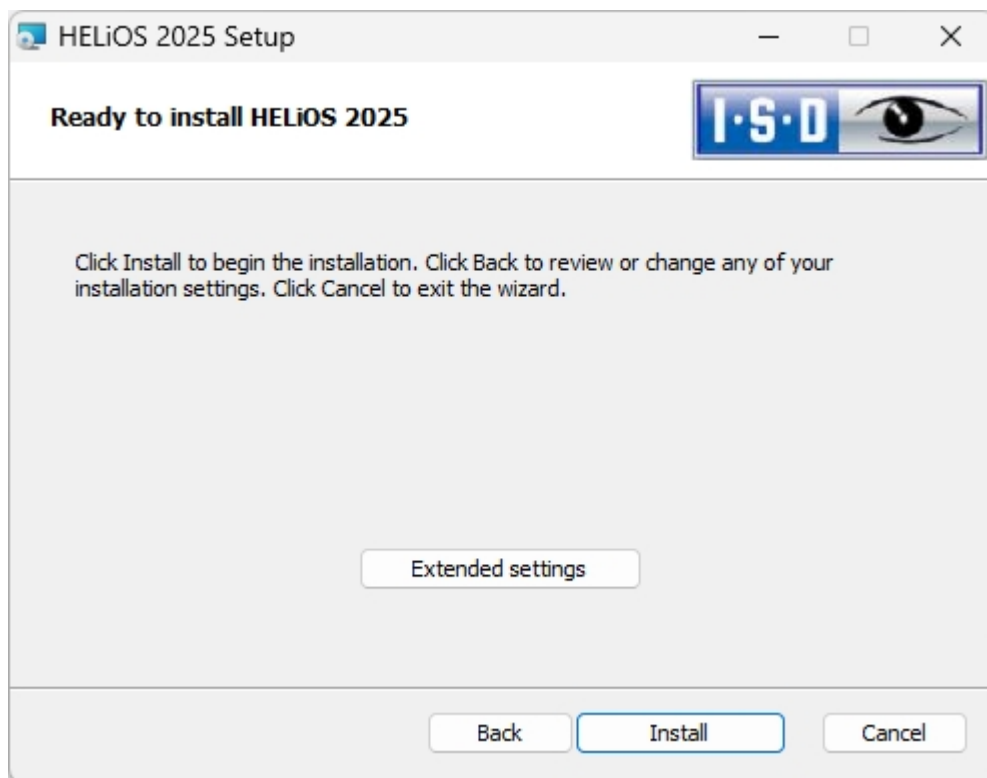 HELiOS 2025 Setup
Ready to install HELiOS 2025
I·S·D
Click Install to begin the installation. Click Back to review or change any of your
installation settings. Click Cancel to exit the wizard.
Extended settings
Back
Install
Cancel